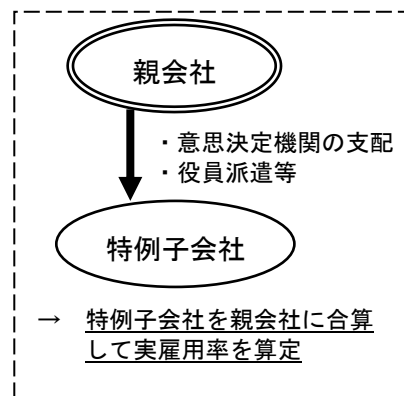 親会社
・意思決定機関の支配
・役員派遣等
特例子会社
→ 特例子会社を親会社に合算
して実雇用率を算定